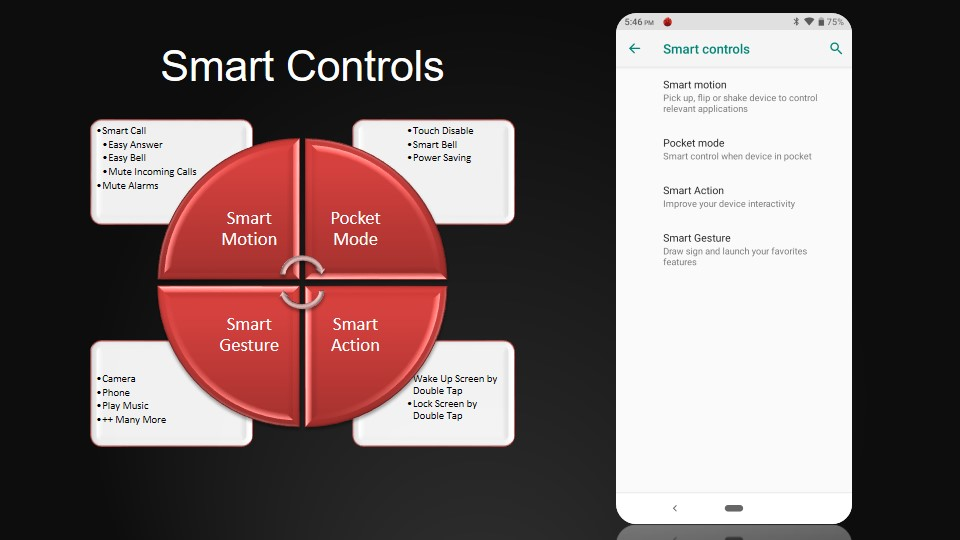 Smart Controls
•Smart Call
•Easy Answer
•Easy Bell
•Mute Incoming Calls
•Mute Alarms
•Touch Disable
•Smart Bell
•Power Saving
Smart
Motion
Pocket
Mode
Smart
Gesture
Smart
Action
•Camera
•Phone
•Play Music
•++ Many More
Wake Up Screen by
Double Tap
•Lock Screen by
Double Tap
5:46 PM 75%
Smart controls
Smart motion
Pick up, flip or shake device to control
relevant applications
Pocket mode
Smart control when device in pocket
Smart Action
Improve your device interactivity
Smart Gesture
Draw sign and launch your favorites
features